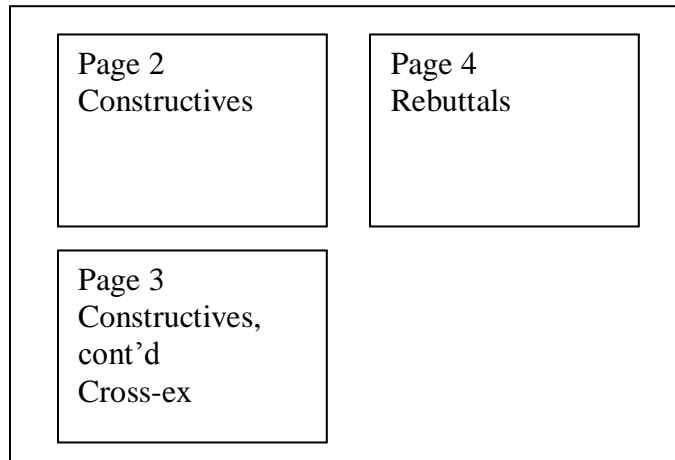 Page 2
Constructives
Page 4
Rebuttals
Page 3
Constructives,
cont’d
Cross-ex